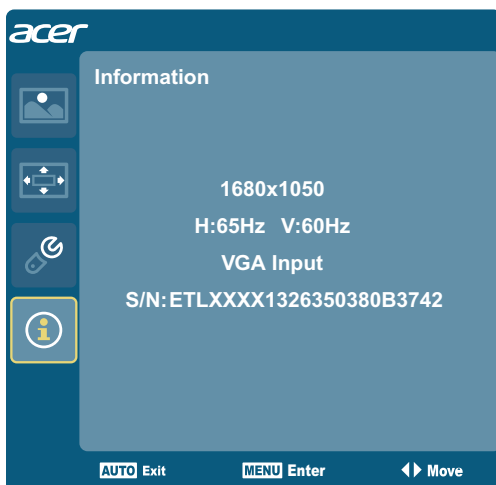 acer
Information
1680x1050
H:65Hz V:60Hz
VGA Input
S/N:ETLXXXX1326350380B3742
AUTO Exit MENU Enter Move